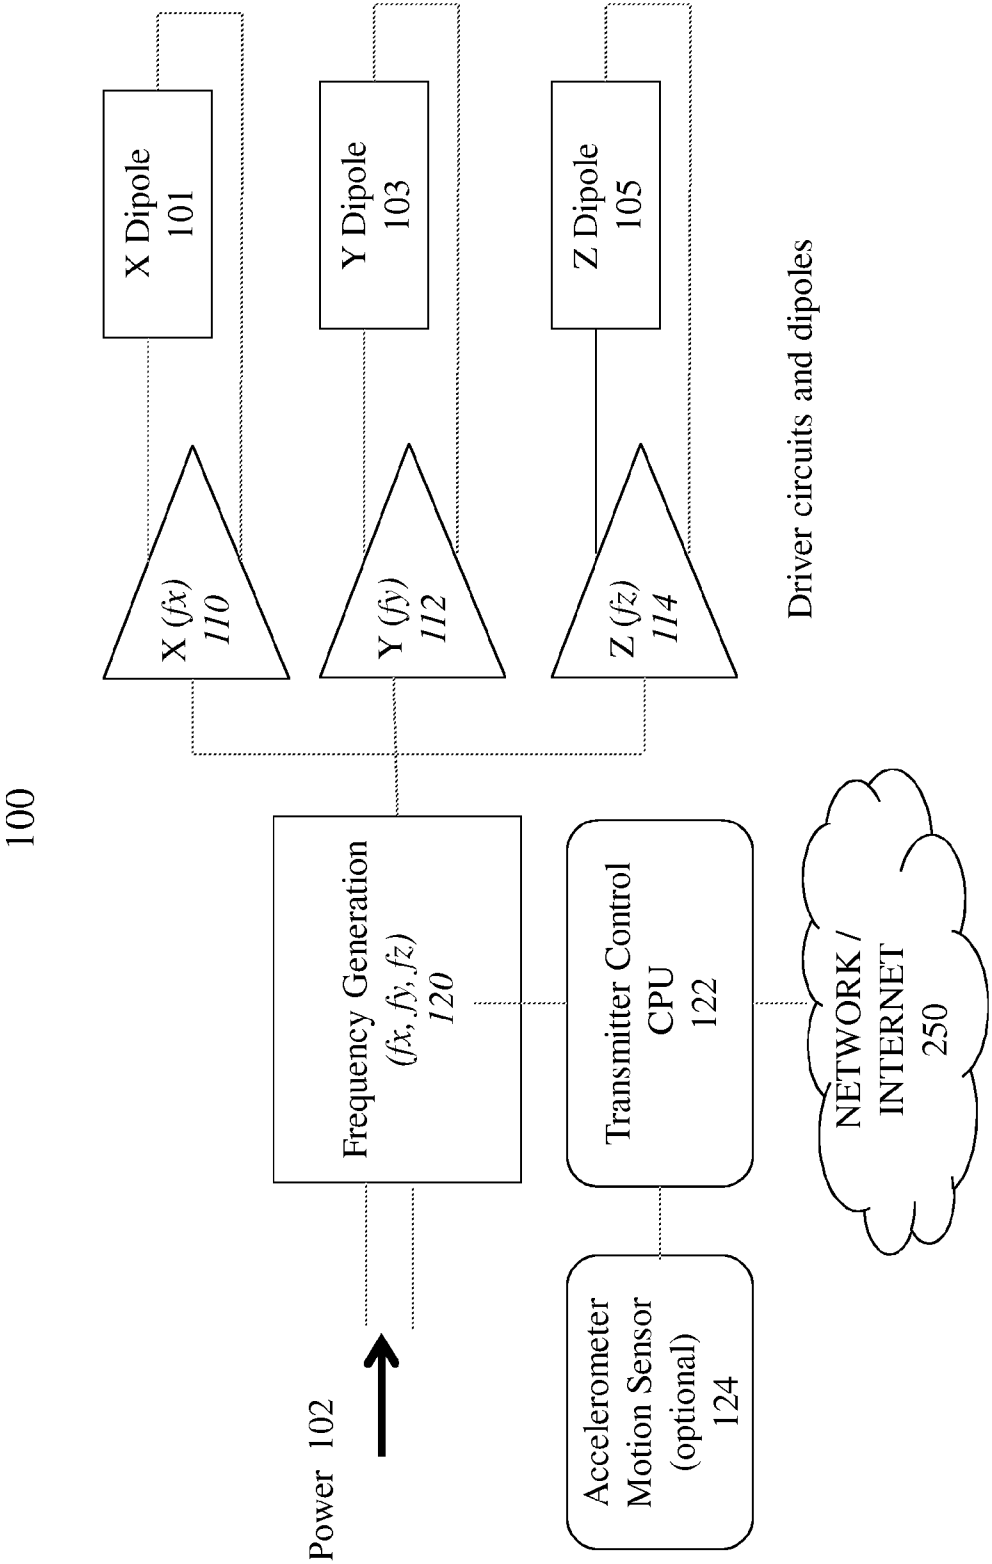 100
Power 102
Frequency Generation
(fx, fy, fz)
120
X (fx)
110
X Dipole
101
Y (fy)
112
Y Dipole
103
Z (fz)
114
Z Dipole
105
Accelerometer
Motion Sensor
(optional)
124
Transmitter Control
CPU
122
NETWORK /
INTERNET
250
Driver circuits and dipoles